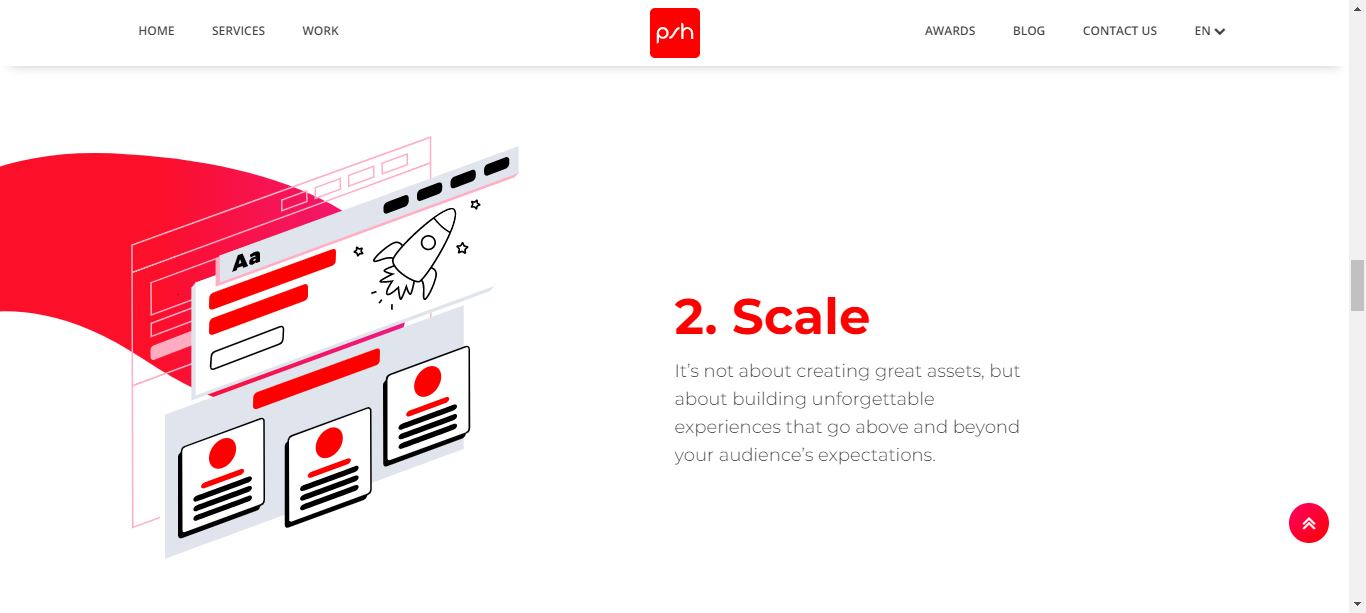 HOME SERVICES WORK psh AWARDS BLOG CONTACT US EN
Aa
2. Scale
It’s not about creating great assets, but
about building unforgettable
experiences that go above and beyond
your audience’s expectations.